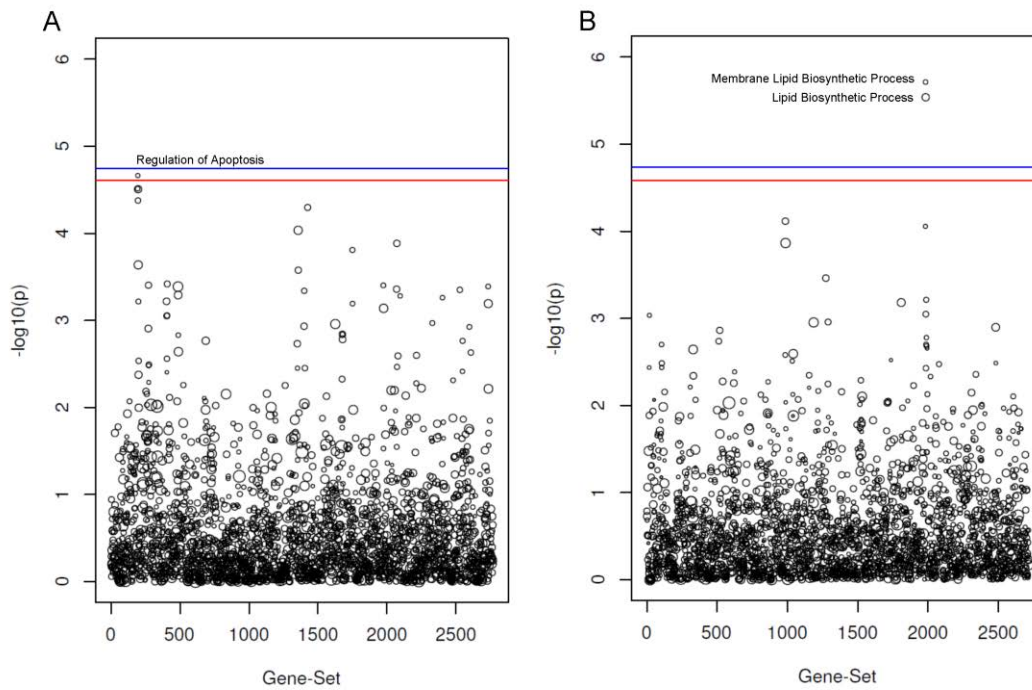 A
6
5
4
3
2
1
0
-log10(p)
Regulation of Apoptosis
0 500 1000 1500 2000 2500
Gene-Set
B
6
5
4
3
2
1
0
-log10(p)
Membrane Lipid Biosynthetic Process
Lipid Biosynthetic Process
0 500 1000 1500 2000 2500
Gene-Set